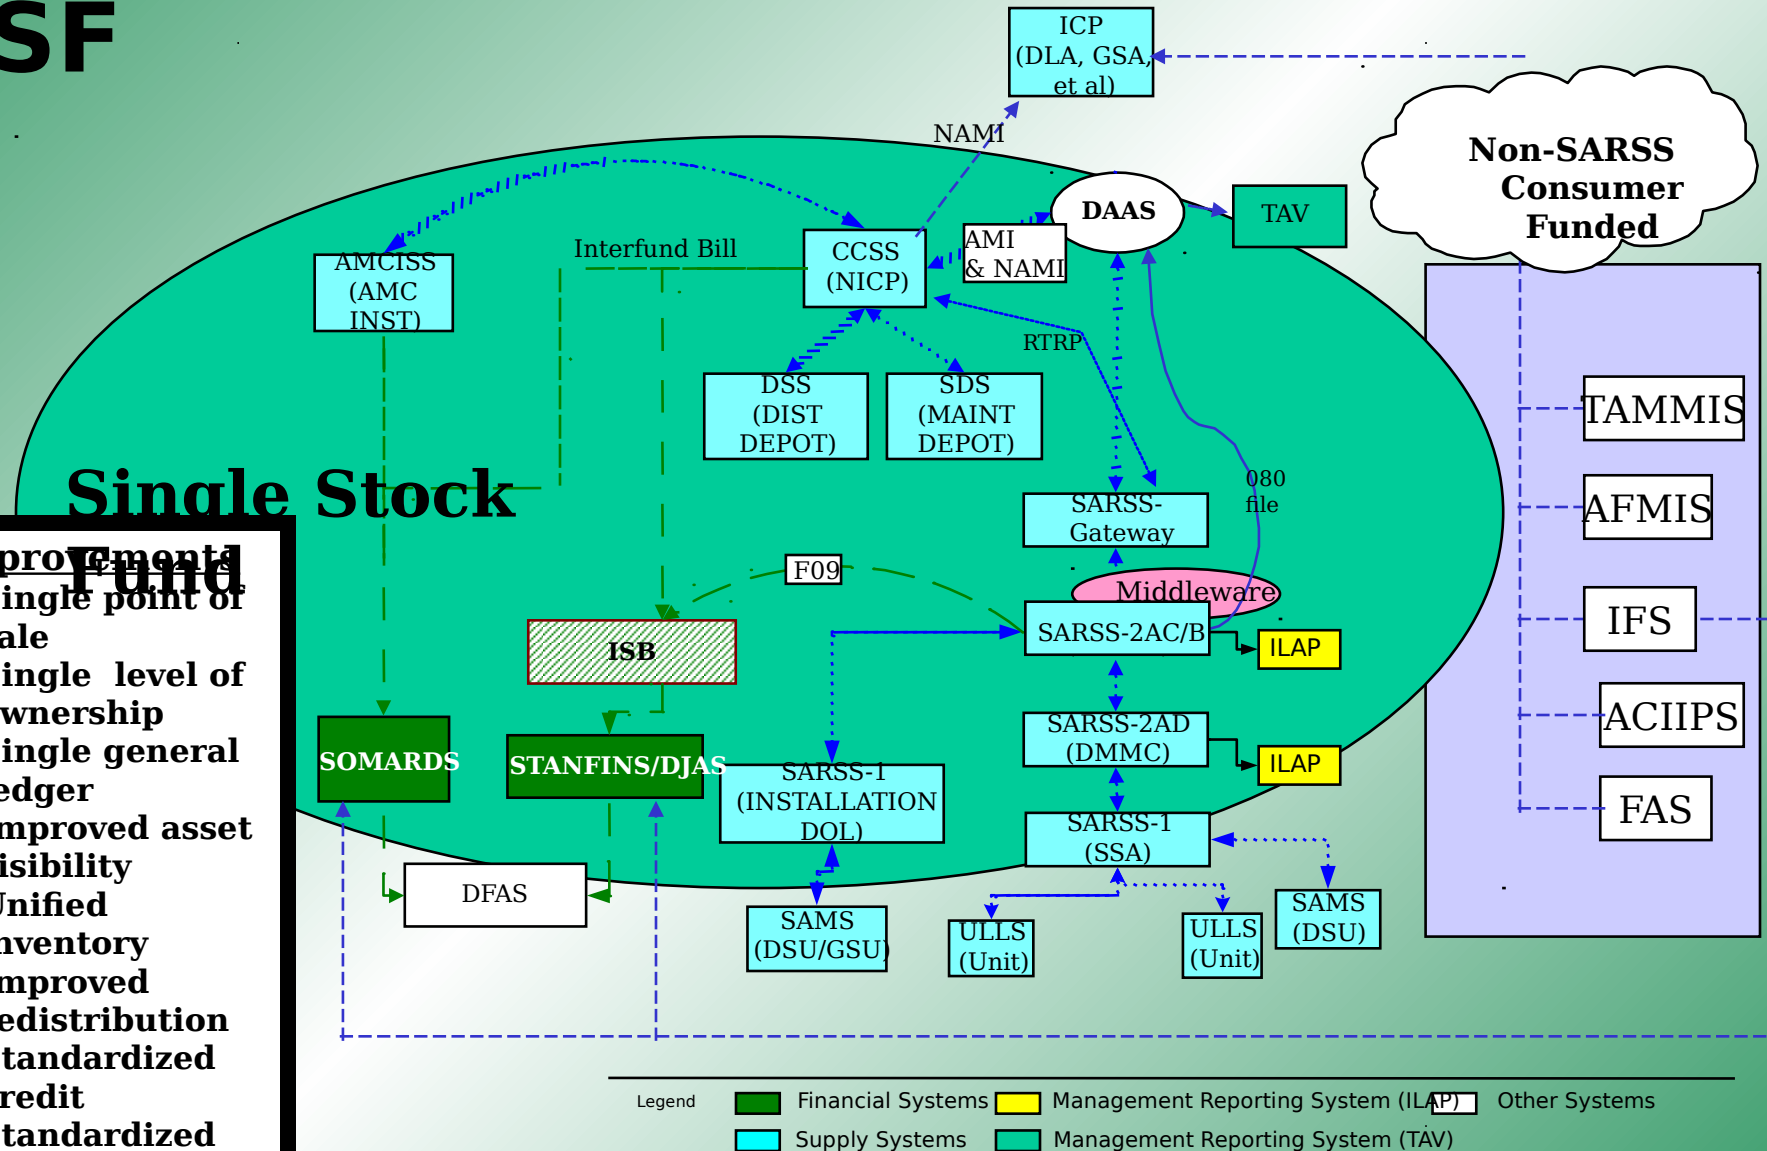 SF
ICP
(DLA, GSA,
et al)
NAMI
Non-SARSS
Consumer
Funded
DAAS
TAV
AMI
& NAMI
Interfund Bill
CCSS
(NICP)
AMCISS
(AMC
INST)
RTRP
DSS
(DIST
DEPOT)
SDS
(MAINT
DEPOT)
TAMMIS
AFMIS
IFS
ACIIPS
FAS
Single Stock
Fund
080
file
SARSS-
Gateway
F09
Middleware
SARSS-2AC/B
ILAP
ISB
SARSS-2AD
(DMMC)
ILAP
SOMARDS
STANFINS/DJAS
SARSS-1
(INSTALLATION
DOL)
SARSS-1
(SSA)
DFAS
SAMS
(DSU/GSU)
ULLS
(Unit)
ULLS
(Unit)
SAMS
(DSU)
provements
ingle point of
ale
ingle level of
wnership
ingle general
edger
mproved asset
isibility
Unified
nventory
mproved
edistribution
tandardized
redit
tandardized
Legend
Financial Systems
Management Reporting System (ILAP)
Other Systems
Supply Systems
Management Reporting System (TAV)